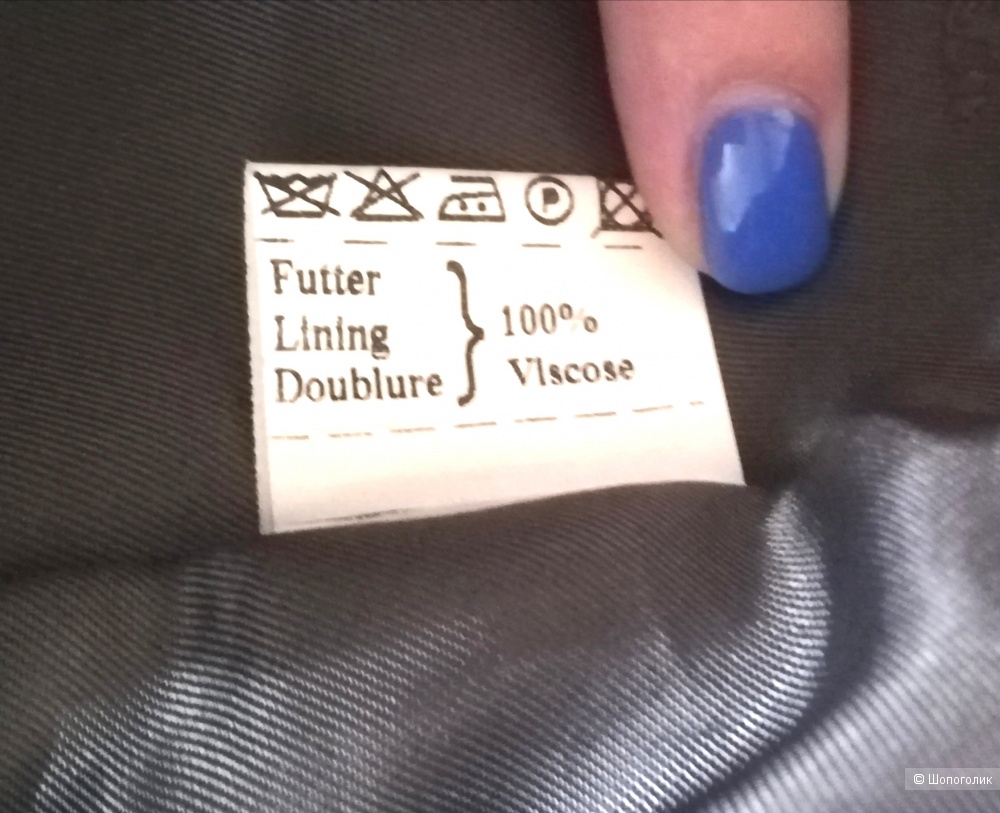 Futter
Lining
Doublure
100%
Viscose
© Шопоголик